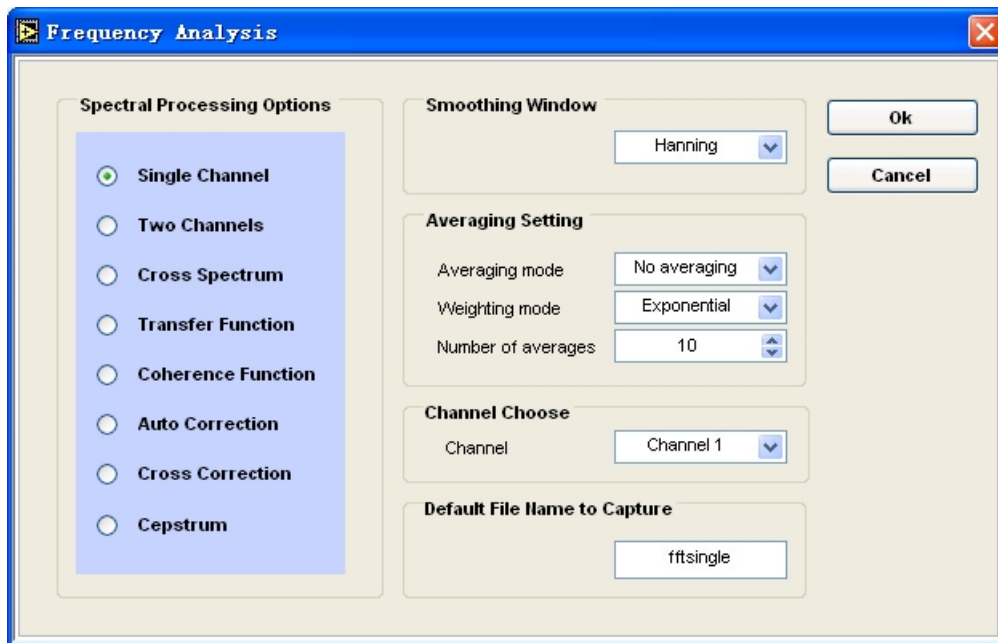 Frequency Analysis
Spectral Processing Options
Single Channel
Two Channels
Cross Spectrum
Transfer Function
Coherence Function
Auto Correction
Cross Correction
Cepstrum
Smoothing Window
Hanning
Averaging Setting
Averaging mode No averaging
Weighting mode Exponential
Number of averages 10
Channel Choose
Channel Channel 1
Default File Name to Capture
fftsingle
Ok
Cancel